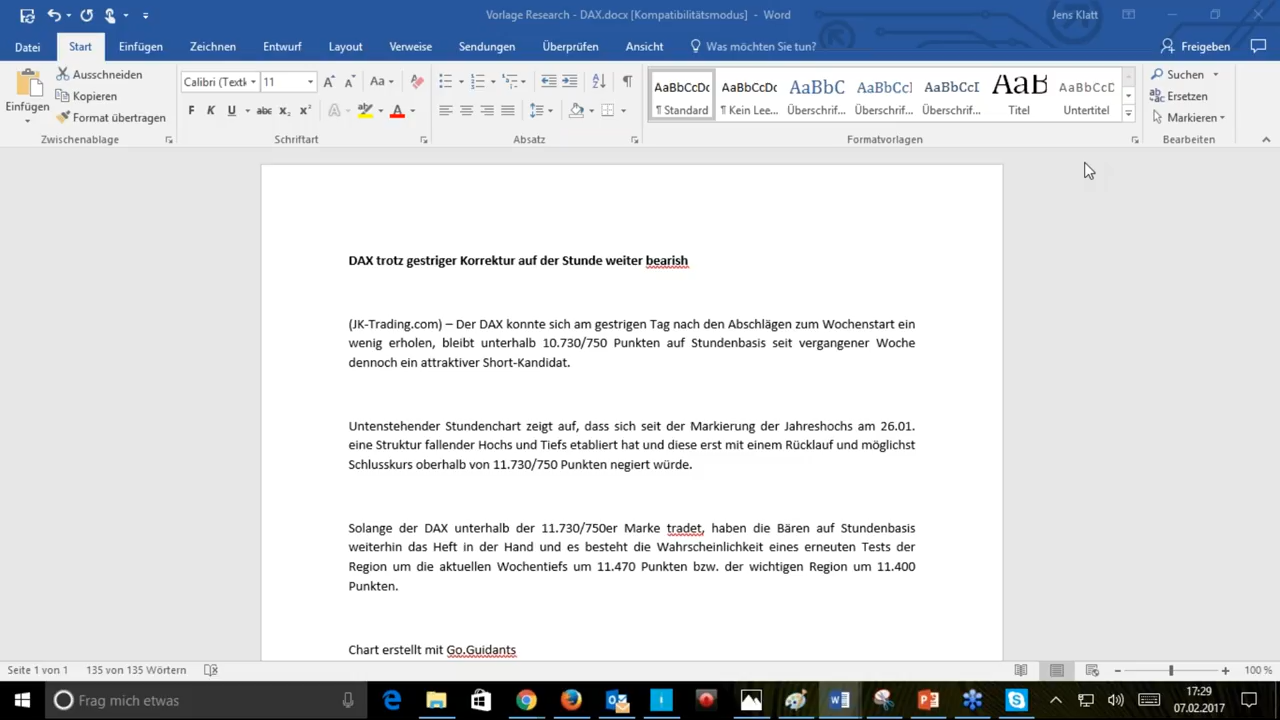 Vorlage Research - DAX.docx [Kompatibilitätsmodus] - Word
Jens Klatt
Datei Start Einfügen Zeichnen Entwurf Layout Verweise Sendungen Überprüfen Ansicht Was möchten Sie tun? Freigeben
Einfügen
Ausschneiden
Kopieren
Format übertragen
Zwischenablage
Calibri (Textk 11
Aa
F K U abc x₂ x²
Schriftart
Absatz
AaBbCcDc AaBbCcDc AaBbC AaBbCcI AaBbCcI AaB AaBbCcD
¶ Standard ¶ Kein Lee... Überschrif... Überschrif... Überschrif... Titel Untertitel
Formatvorlagen
Suchen
Ersetzen
Markieren
Bearbeiten
DAX trotz gestriger Korrektur auf der Stunde weiter bearish
(JK-Trading.com) – Der DAX konnte sich am gestrigen Tag nach den Abschlägen zum Wochenstart ein
wenig erholen, bleibt unterhalb 10.730/750 Punkten auf Stundenbasis seit vergangener Woche
dennoch ein attraktiver Short-Kandidat.
Untenstehender Stundenchart zeigt auf, dass sich seit der Markierung der Jahreshochs am 26.01.
eine Struktur fallender Hochs und Tiefs etabliert hat und diese erst mit einem Rücklauf und möglichst
Schlusskurs oberhalb von 11.730/750 Punkten negiert würde.
Solange der DAX unterhalb der 11.730/750er Marke tradet, haben die Bären auf Stundenbasis
weiterhin das Heft in der Hand und es besteht die Wahrscheinlichkeit eines erneuten Tests der
Region um die aktuellen Wochentiefs um 11.470 Punkten bzw. der wichtigen Region um 11.400
Punkten.
Chart erstellt mit Go.Guidants
Seite 1 von 1 135 von 135 Wörtern
100 %
Frag mich etwas
17:29
07.02.2017